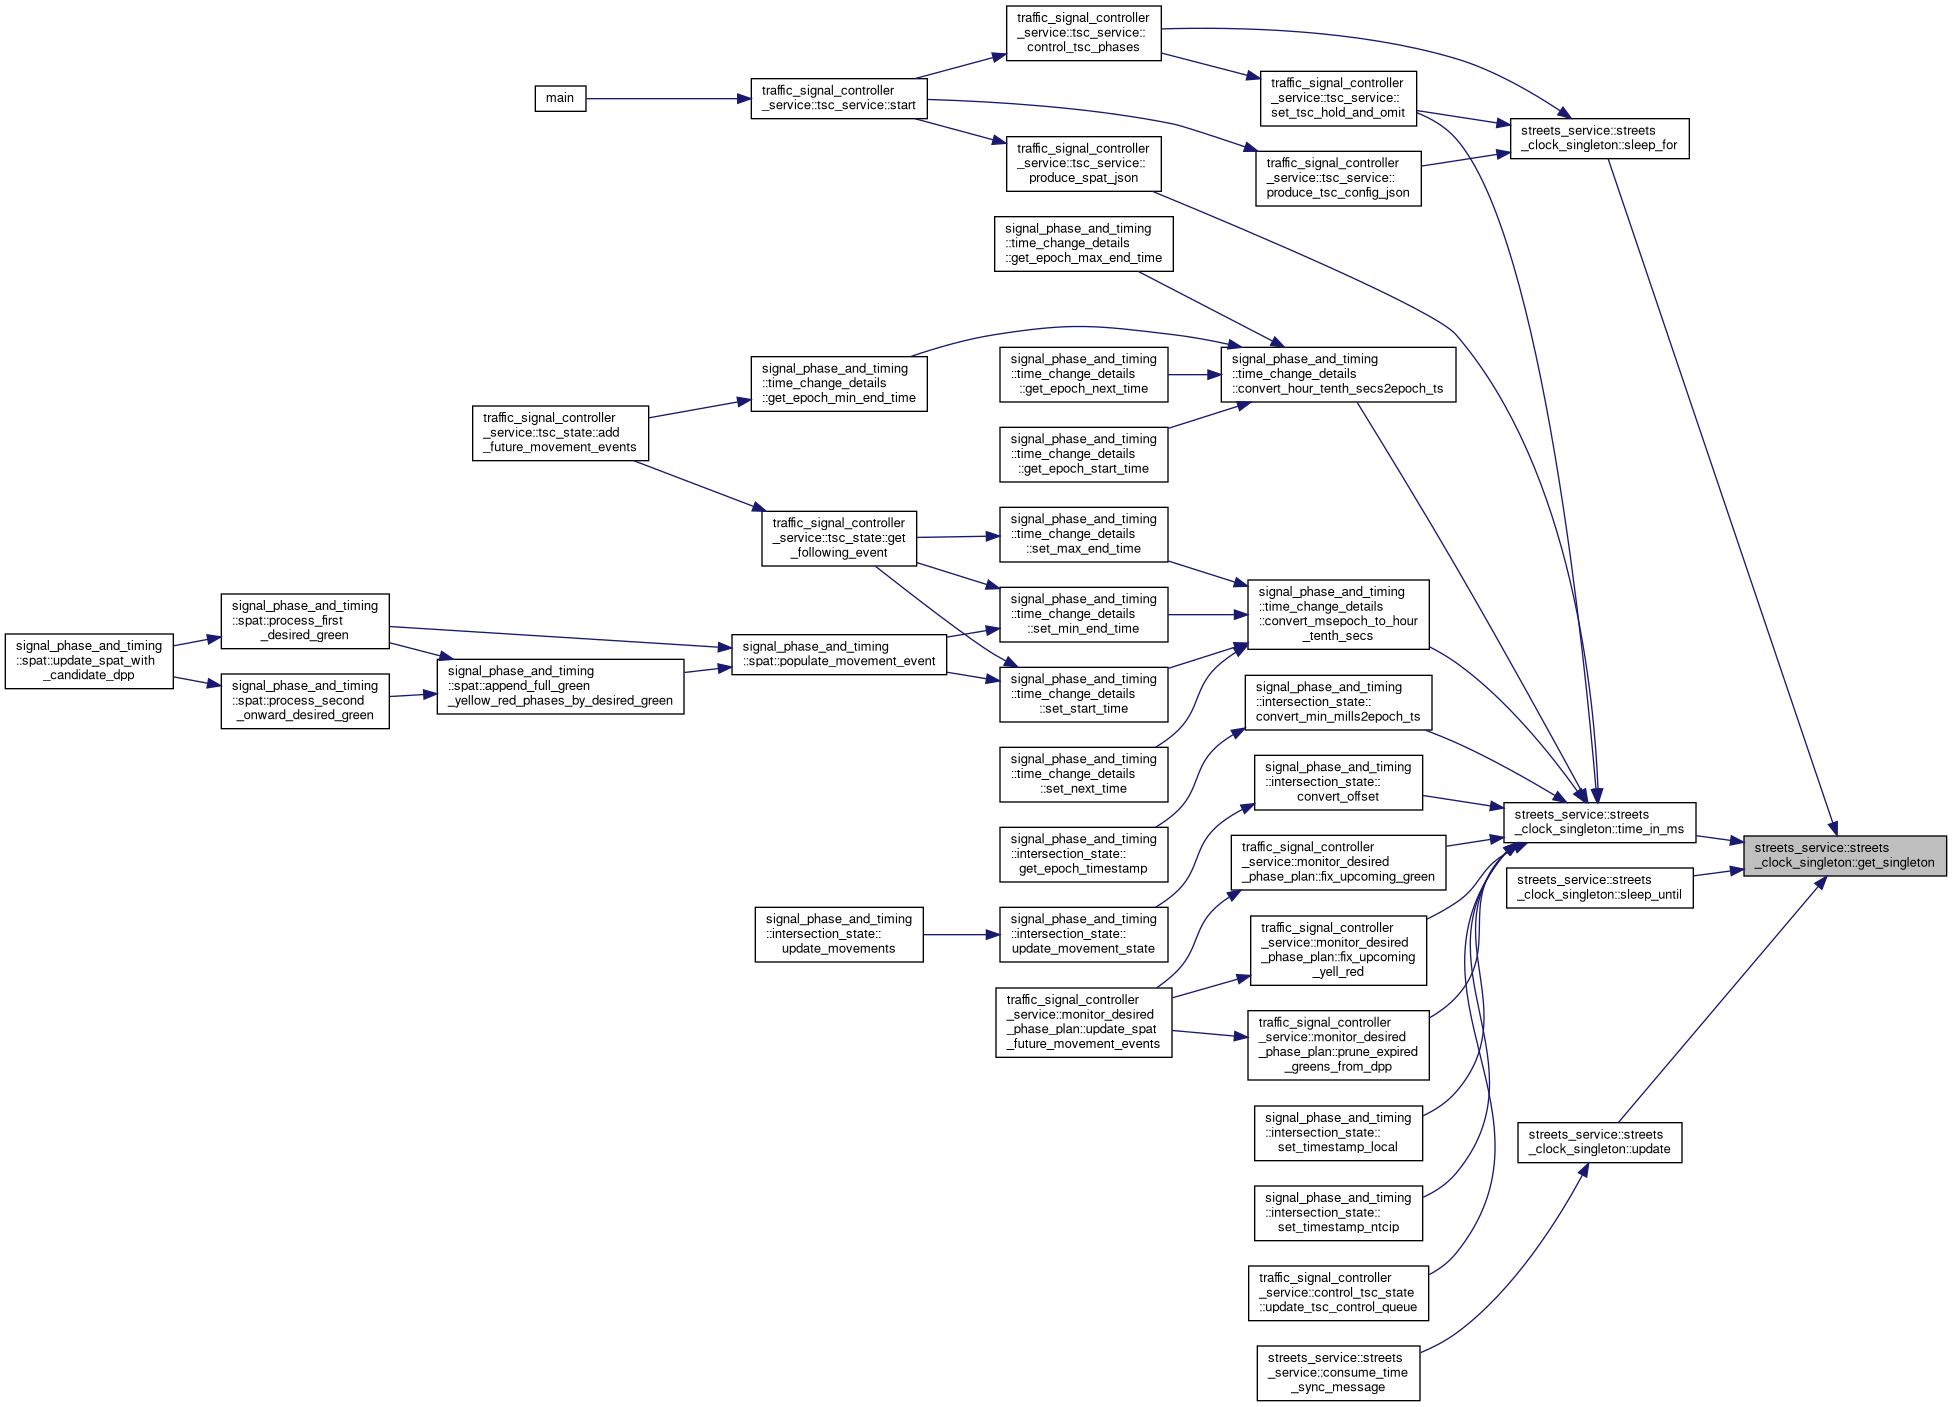 traffic_signal_controller
_service::tsc_service::
control_tsc_phases
main
traffic_signal_controller
_service::tsc_service::start
traffic_signal_controller
_service::tsc_service::
set_tsc_hold_and_omit
streets_service::streets
_clock_singleton::sleep_for
traffic_signal_controller
_service::tsc_service::
produce_spat_json
traffic_signal_controller
_service::tsc_service::
produce_tsc_config_json
signal_phase_and_timing
::time_change_details
::get_epoch_max_end_time
signal_phase_and_timing
::time_change_details
::get_epoch_min_end_time
signal_phase_and_timing
::time_change_details
::get_epoch_next_time
signal_phase_and_timing
::time_change_details
::convert_hour_tenth_secs2epoch_ts
traffic_signal_controller
_service::tsc_state::add
_future_movement_events
signal_phase_and_timing
::time_change_details
::get_epoch_start_time
traffic_signal_controller
_service::tsc_state::get
_following_event
signal_phase_and_timing
::time_change_details
::set_max_end_time
signal_phase_and_timing
::time_change_details
::set_min_end_time
signal_phase_and_timing
::time_change_details
::convert_msepoch_to_hour
_tenth_secs
signal_phase_and_timing
::spat::update_spat_with
_candidate_dpp
signal_phase_and_timing
::spat::process_first
_desired_green
signal_phase_and_timing
::spat::process_second
_onward_desired_green
signal_phase_and_timing
::spat::append_full_green
_yellow_red_phases_by_desired_green
signal_phase_and_timing
::spat::populate_movement_event
signal_phase_and_timing
::time_change_details
::set_start_time
signal_phase_and_timing
::intersection_state::
convert_min_mills2epoch_ts
signal_phase_and_timing
::time_change_details
::set_next_time
signal_phase_and_timing
::intersection_state::
convert_offset
streets_service::streets
_clock_singleton::time_in_ms
streets_service::streets
_clock_singleton::get_singleton
signal_phase_and_timing
::intersection_state::
get_epoch_timestamp
traffic_signal_controller
_service::monitor_desired
_phase_plan::fix_upcoming_green
streets_service::streets
_clock_singleton::sleep_until
signal_phase_and_timing
::intersection_state::
update_movements
signal_phase_and_timing
::intersection_state::
update_movement_state
traffic_signal_controller
_service::monitor_desired
_phase_plan::fix_upcoming
_yell_red
traffic_signal_controller
_service::monitor_desired
_phase_plan::update_spat
_future_movement_events
traffic_signal_controller
_service::monitor_desired
_phase_plan::prune_expired
_greens_from_dpp
signal_phase_and_timing
::intersection_state::
set_timestamp_local
streets_service::streets
_clock_singleton::update
signal_phase_and_timing
::intersection_state::
set_timestamp_ntcip
traffic_signal_controller
_service::control_tsc_state
::update_tsc_control_queue
streets_service::streets
_service::consume_time
_sync_message